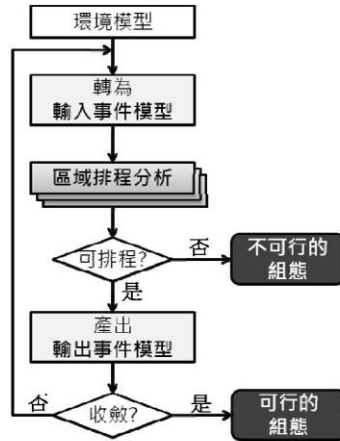 環境模型
轉為
輸入事件模型
區域排程分析
可排程?
否
不可行的
組態
是
產出
輸出事件模型
否
收斂?
是
可行的
組態